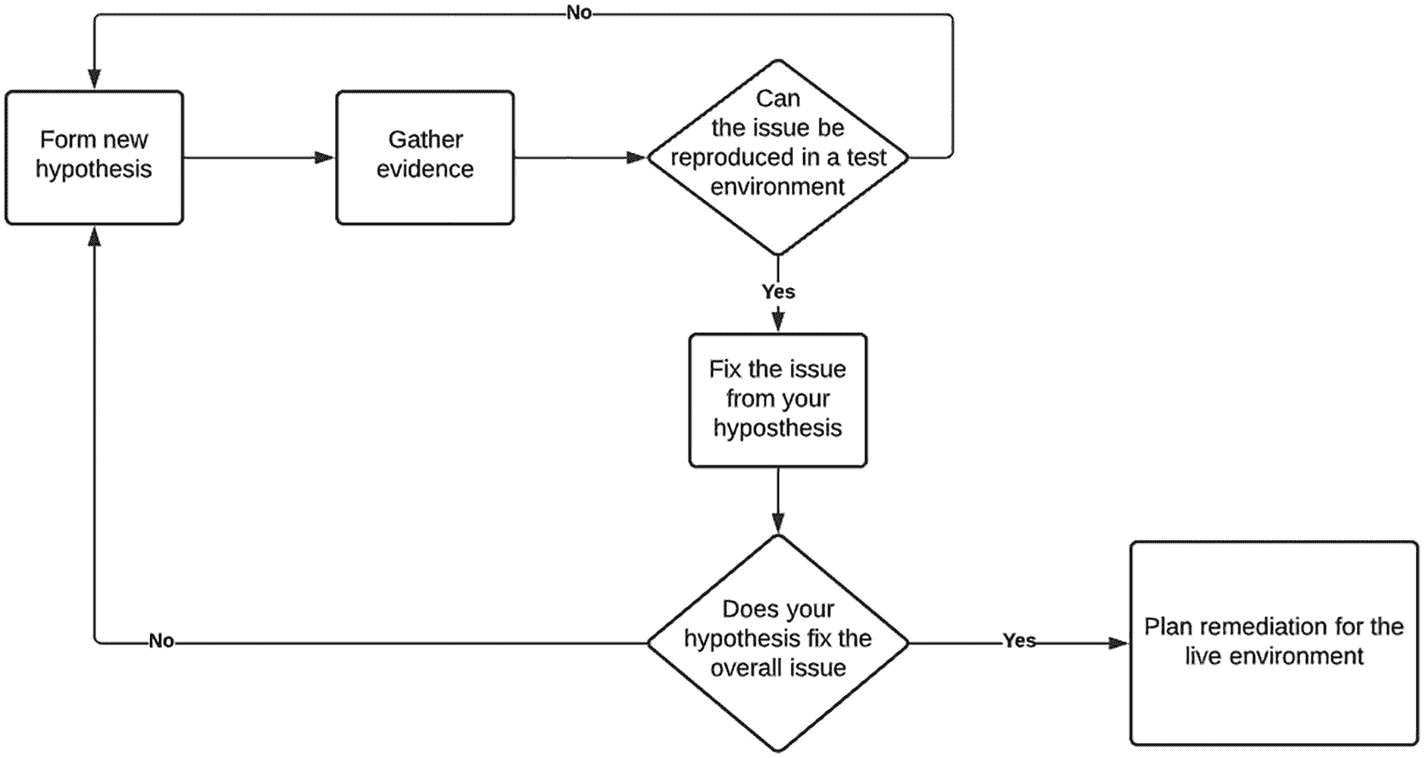 No
Form new
hypothesis
Gather
evidence
Can
the issue be
reproduced in a test
environment
Yes
Fix the issue
from your
hyposthesis
Does your
hypothesis fix the
overall issue
No
Yes
Plan remediation for the
live environment